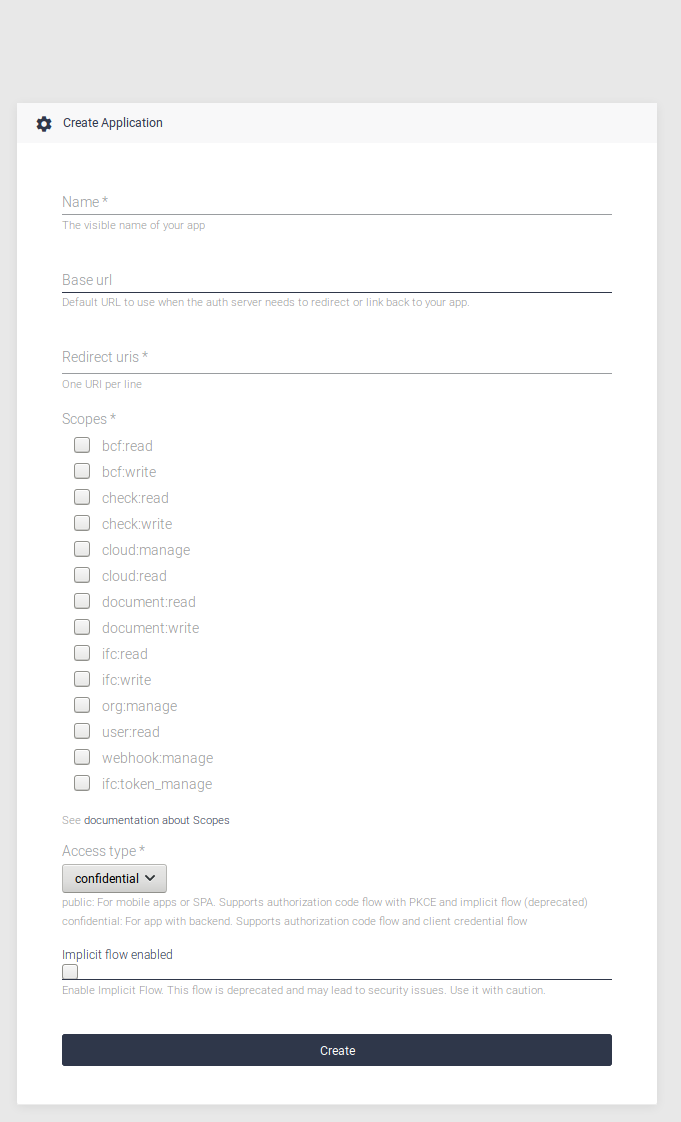 Create Application
Name *
The visible name of your app
Base url
Default URL to use when the auth server needs to redirect or link back to your app.
Redirect uris *
One URI per line
Scopes *
bcf:read
bcf:write
check:read
check:write
cloud:manage
cloud:read
document:read
document:write
ifc:read
ifc:write
org:manage
user:read
webhook:manage
ifc:token_manage
See documentation about Scopes
Access type *
confidential
public: For mobile apps or SPA. Supports authorization code flow with PKCE and implicit flow (deprecated)
confidential: For app with backend. Supports authorization code flow and client credential flow
Implicit flow enabled
Enable Implicit Flow. This flow is deprecated and may lead to security issues. Use it with caution.
Create